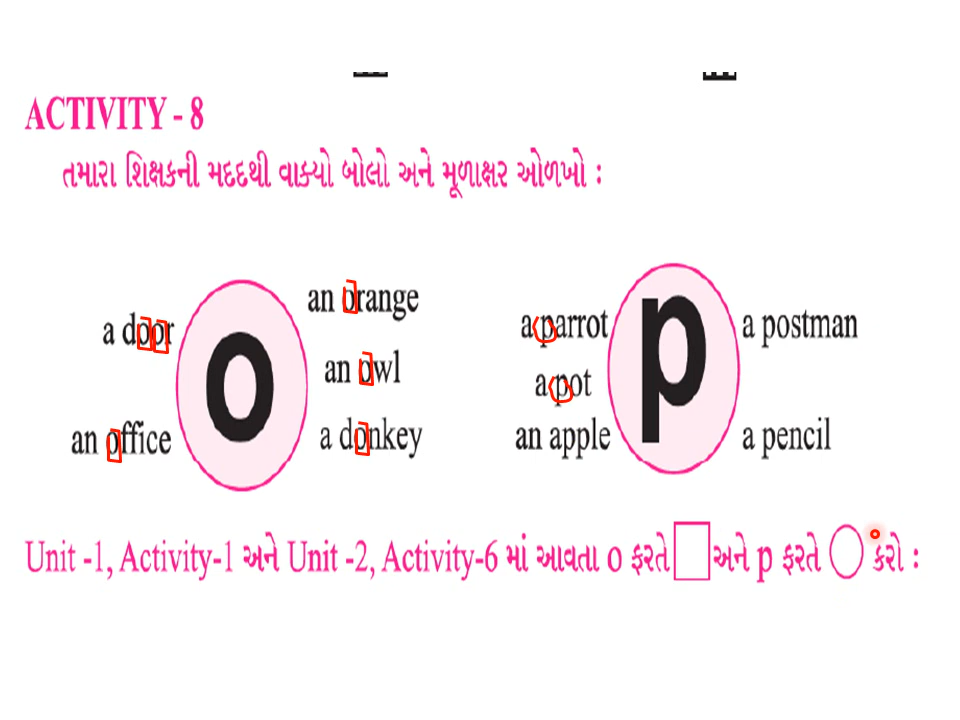 ACTIVITY - 8
તમારા શિક્ષકની મદદથી વાક્યો બોલો અને મૂળાક્ષર ઓળખો :
a door
an office
o
an orange
an owl
a donkey
a parrot
a pot
an apple
p
a postman
a pencil
Unit -1, Activity-1 અને Unit -2, Activity-6 માં આવતા o ફરતે અને p ફરતે કરો :